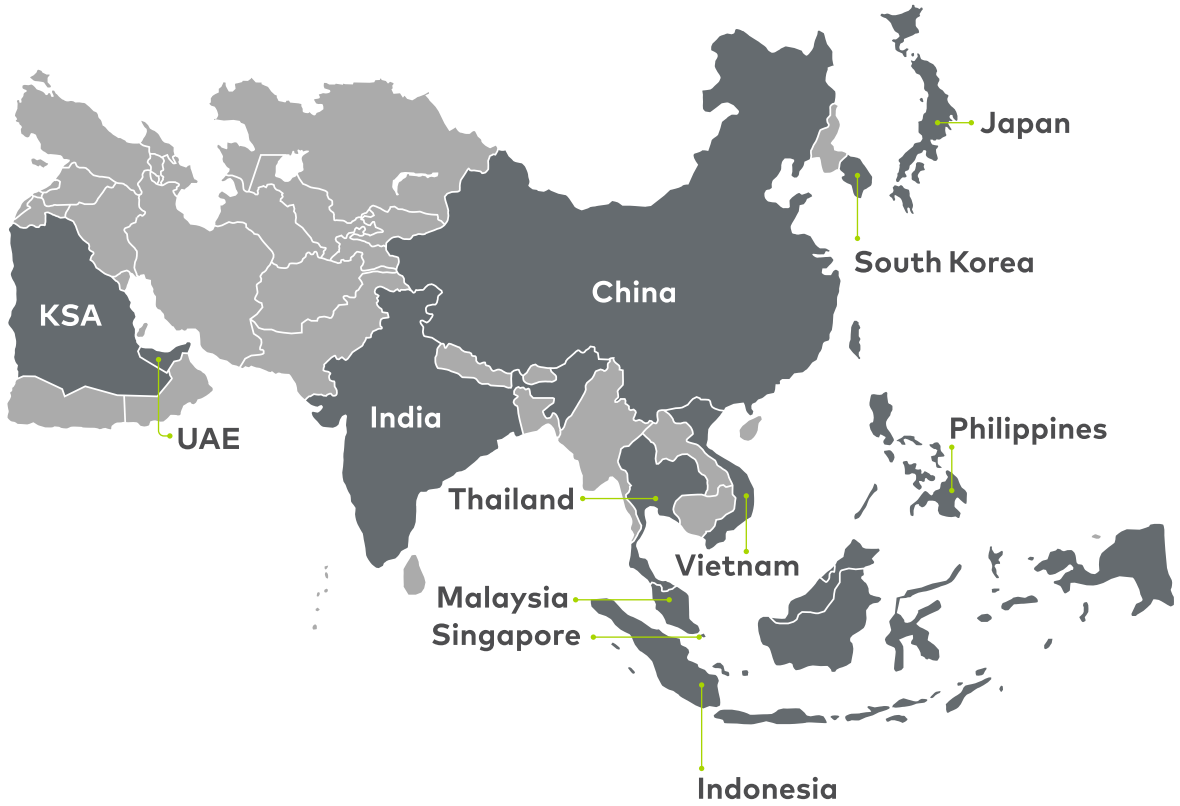 Japan
South Korea
China
KSA
India
UAE
Philippines
Thailand
Vietnam
Malaysia
Singapore
Indonesia